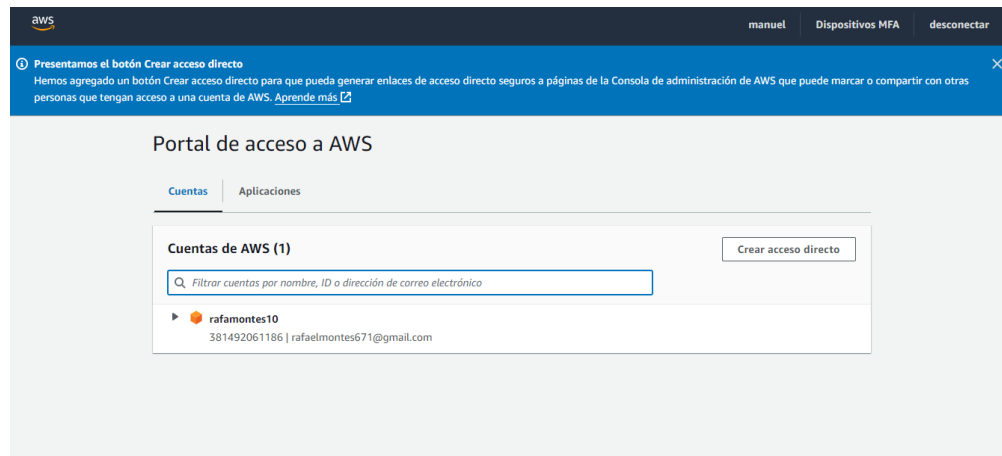 aws
manuel
Dispositivos MFA
desconectar
Presentamos el botón Crear acceso directo
Hemos agregado un botón Crear acceso directo para que pueda generar enlaces de acceso directo seguros a páginas de la Consola de administración de AWS que puede marcar o compartir con otras
personas que tengan acceso a una cuenta de AWS. Aprende más
Portal de acceso a AWS
Cuentas
Aplicaciones
Cuentas de AWS (1)
Crear acceso directo
Filtrar cuentas por nombre, ID o dirección de correo electrónico
rafamontes10
381492061186 | rafaelmontes671@gmail.com